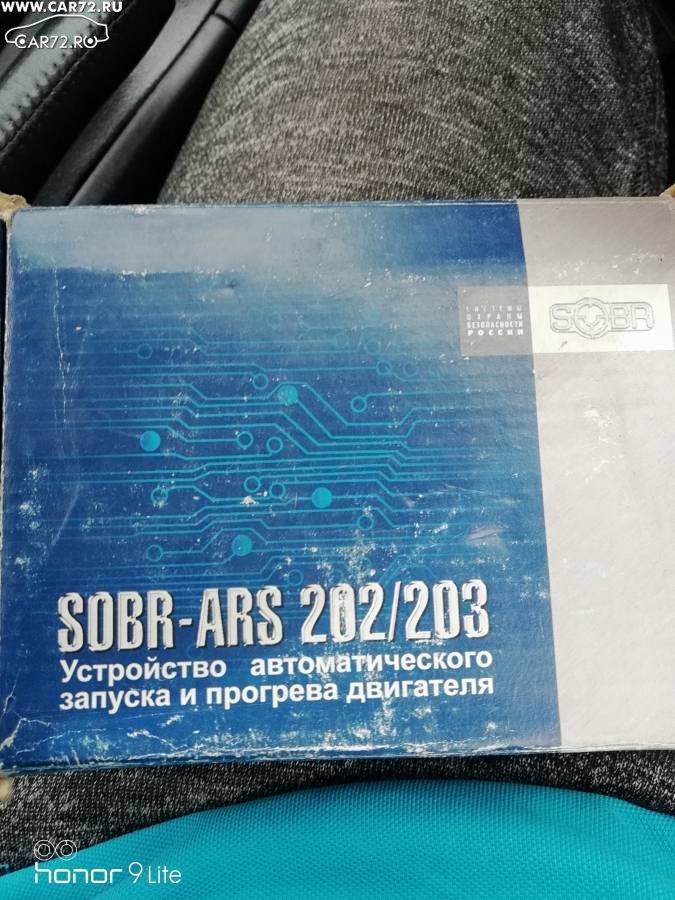 WWW.CAR72.RU
CAR72.RU
СИСТЕМЫ
ОХРАНЫ
БЕЗОПАСНОСТИ
РОССИИ
SOBR
SOBR-ARS 202/203
Устройство автоматического
запуска и прогрева двигателя
honor 9 Lite